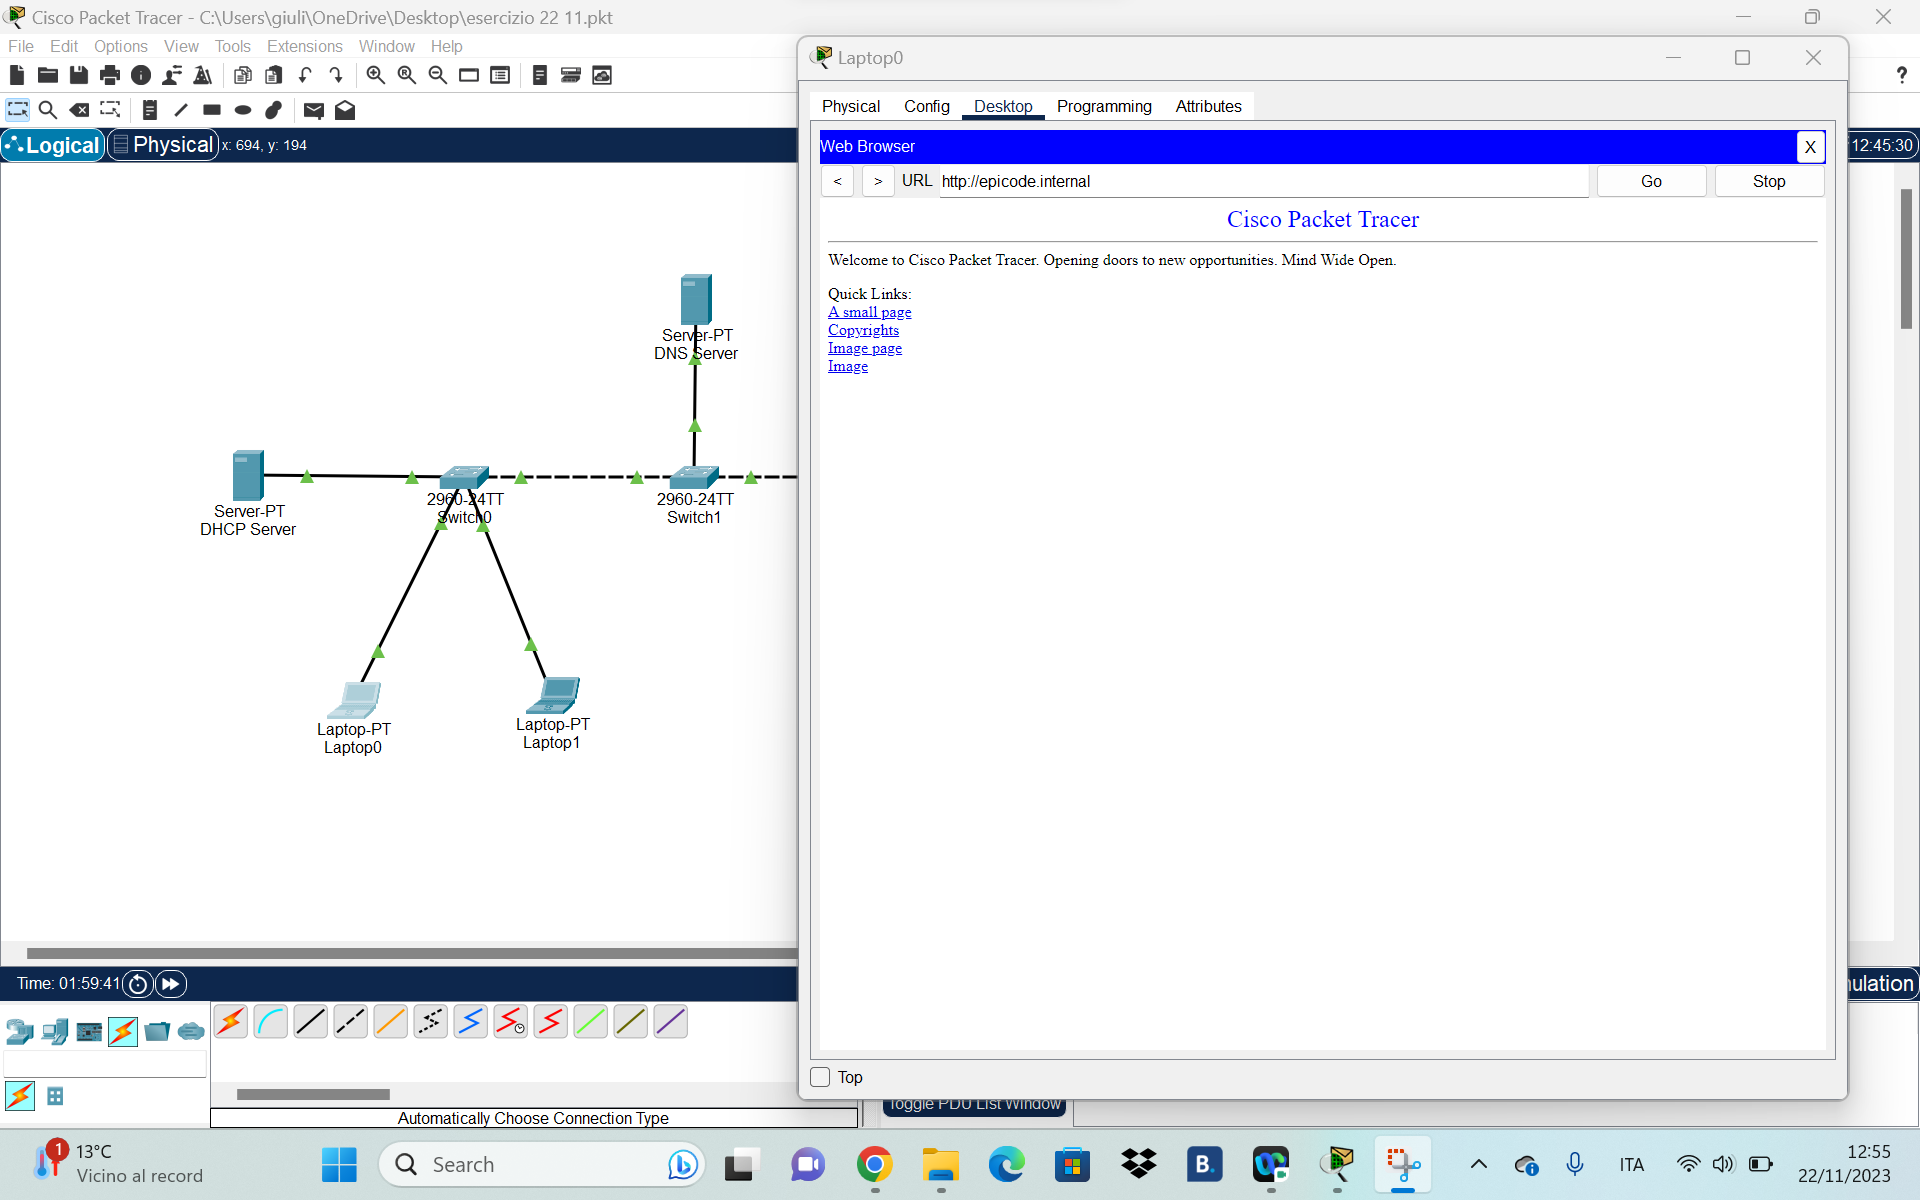 Cisco Packet Tracer - C:\Users\giuli\OneDrive\Desktop\esercizio 22 11.pkt
File Edit Options View Tools Extensions Window Help
?
Logical Physical x: 694, y: 194
12:45:30
Server-PT
DNS Server
Server-PT
DHCP Server
2960-24TT
Switch0
2960-24TT
Switch1
Laptop-PT
Laptop0
Laptop-PT
Laptop1
Laptop0
Physical Config Desktop Programming Attributes
Web Browser
X
< > URL http://epicode.internal Go Stop
Cisco Packet Tracer
Welcome to Cisco Packet Tracer. Opening doors to new opportunities. Mind Wide Open.
Quick Links:
A small page
Copyrights
Image page
Image
Top
Time: 01:59:41
ulation
Automatically Choose Connection Type
Toggle PDU List Window
1
13°C
Vicino al record
Search
B.
ITA
12:55
22/11/2023